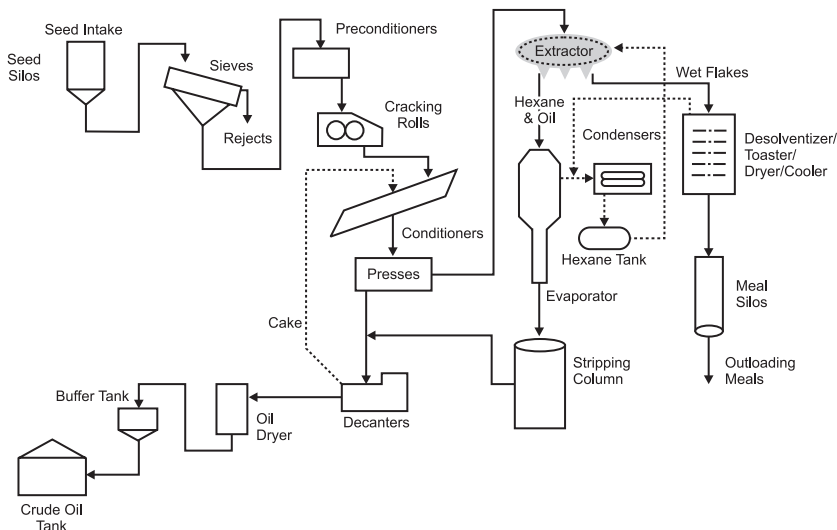 Seed Intake
Seed
Silos
Sieves
Rejects
Preconditioners
Cracking
Rolls
Conditioners
Presses
Cake
Decanters
Oil
Dryer
Buffer Tank
Crude Oil
Tank
Extractor
Wet Flakes
Hexane
& Oil
Condensers
Hexane Tank
Evaporator
Stripping
Column
Desolventizer/
Toaster/
Dryer/Cooler
Meal
Silos
Outloading
Meals